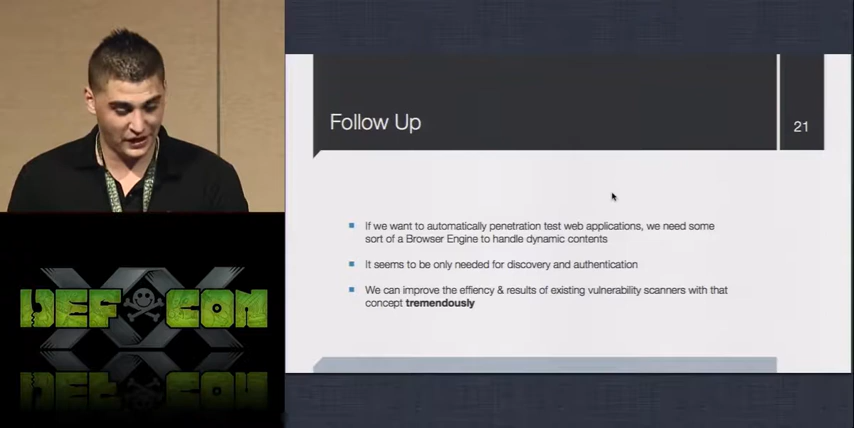 DEF CON
XX
Follow Up
21
If we want to automatically penetration test web applications, we need some
sort of a Browser Engine to handle dynamic contents
It seems to be only needed for discovery and authentication
We can improve the effiency & results of existing vulnerability scanners with that
concept tremendously